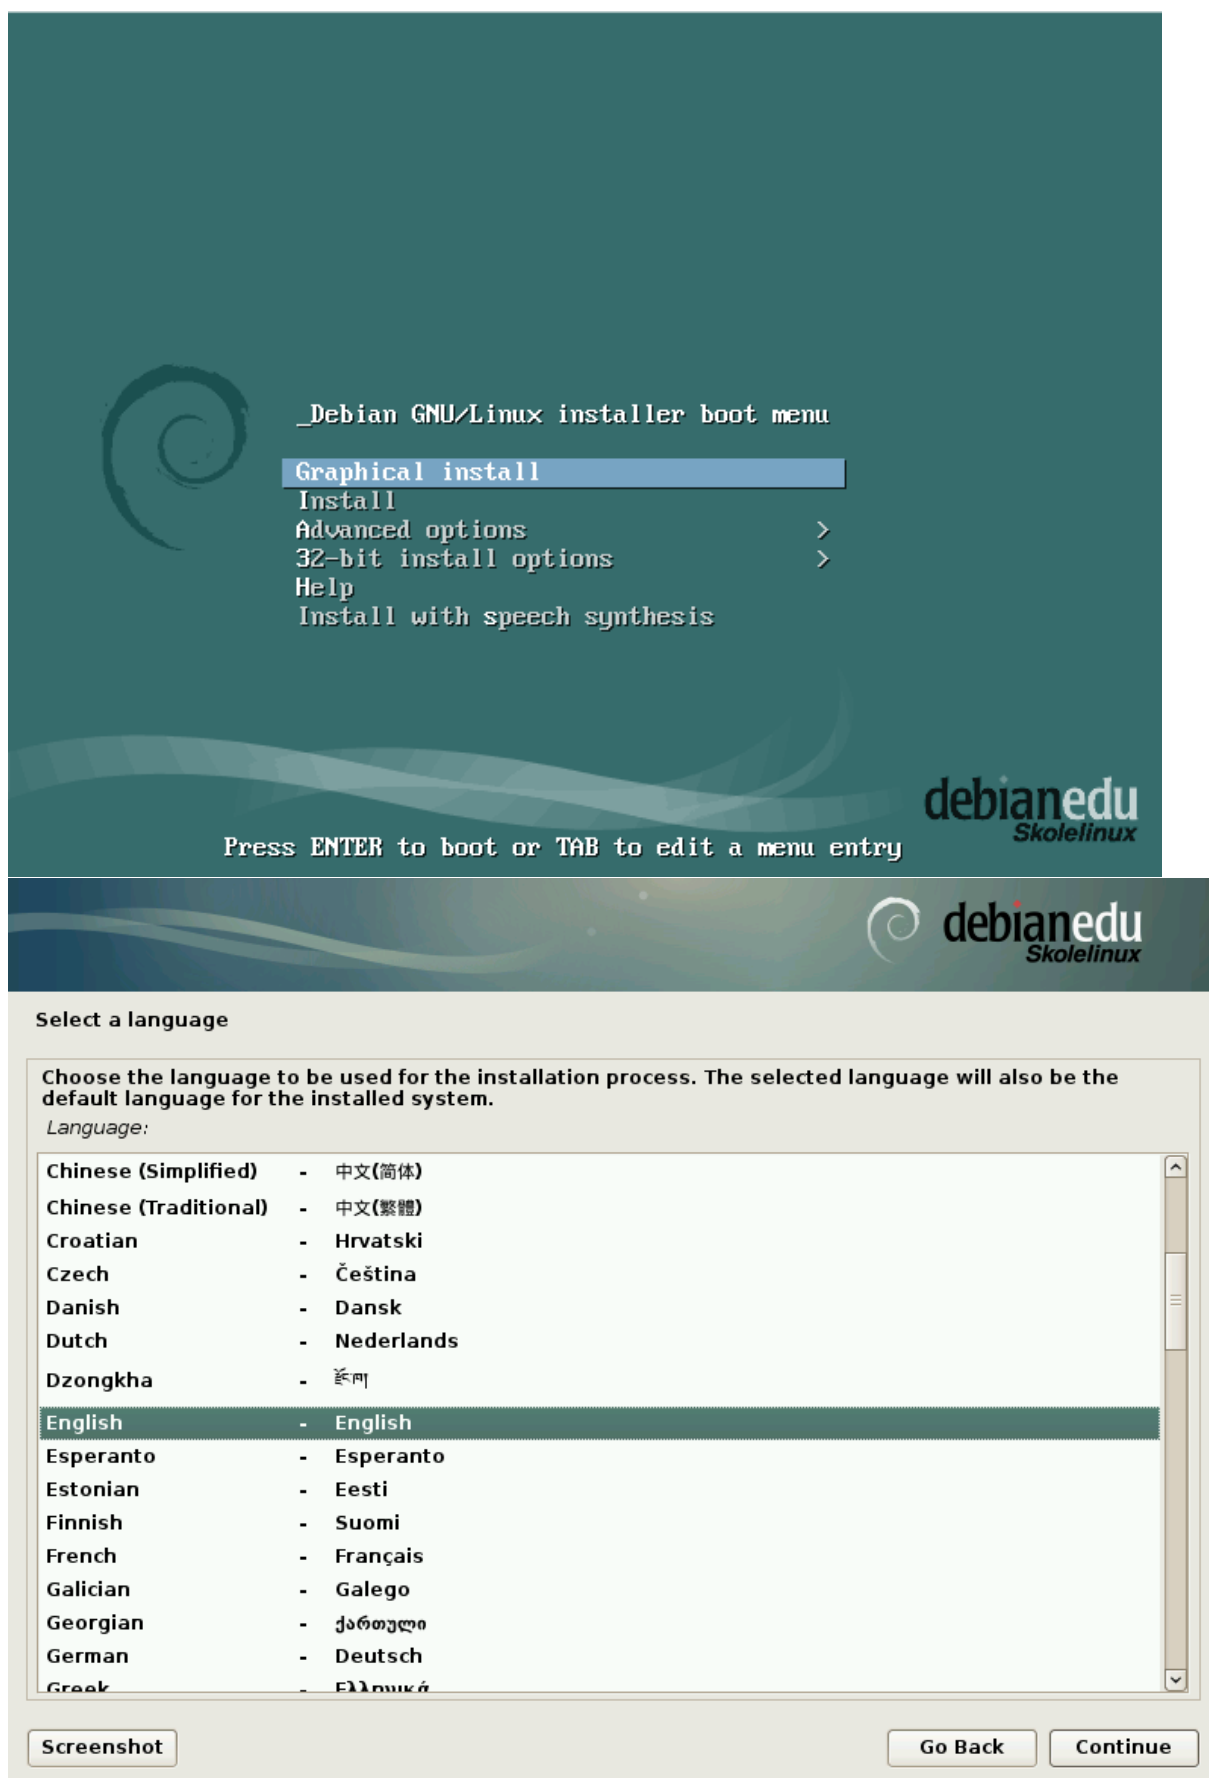 _Debian GNU/Linux installer boot menu
Graphical install
Install
Advanced options >
32-bit install options >
Help
Install with speech synthesis
debianedu
Skolelinux
Press ENTER to boot or TAB to edit a menu entry
debianedu
Skolelinux
Select a language
Choose the language to be used for the installation process. The selected language will also be the
default language for the installed system.
Language:
Chinese (Simplified) - 中文(简体)
Chinese (Traditional) - 中文(繁體)
Croatian - Hrvatski
Czech - Čeština
Danish - Dansk
Dutch - Nederlands
Dzongkha - རྫོང་ཁ།
English - English
Esperanto - Esperanto
Estonian - Eesti
Finnish - Suomi
French - Français
Galician - Galego
Georgian - ქართული
German - Deutsch
Greek - Ελληνικά
Screenshot Go Back Continue